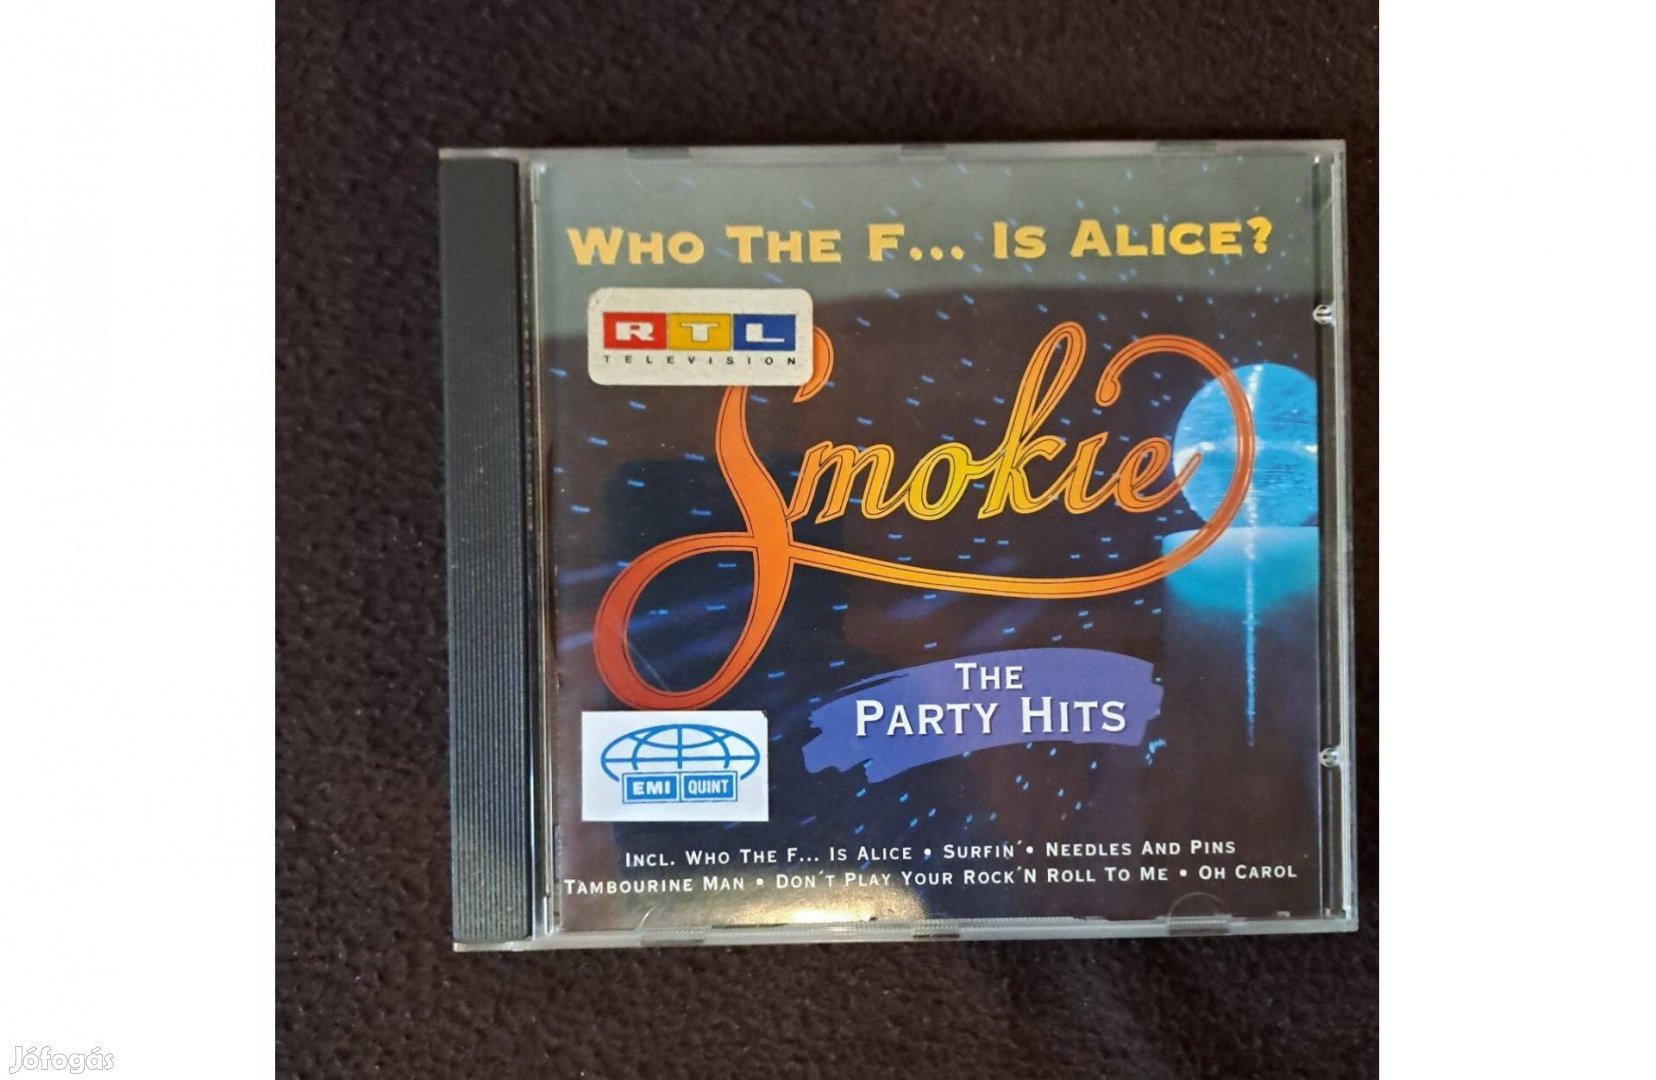 WHO THE F... IS ALICE?
RTL
TELEVISION
Smokie
THE
PARTY HITS
EMI QUINT
INCL. WHO THE F... IS ALICE • SURFIN´• NEEDLES AND PINS
TAMBOURINE MAN • DON´T PLAY YOUR ROCK´N ROLL TO ME • OH CAROL
Jófogás